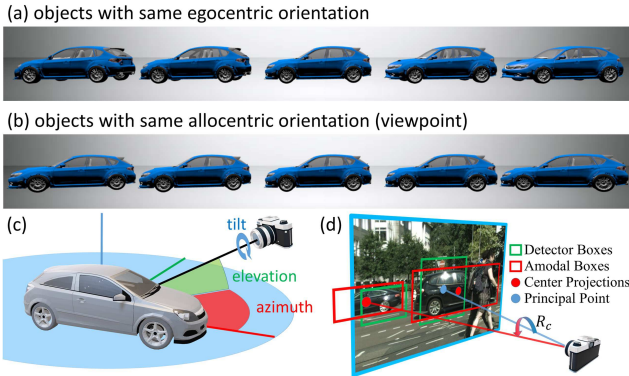 (a) objects with same egocentric orientation
(b) objects with same allocentric orientation (viewpoint)
(c)
tilt
elevation
azimuth
(d)
Detector Boxes
Amodal Boxes
Center Projections
Principal Point
R_c